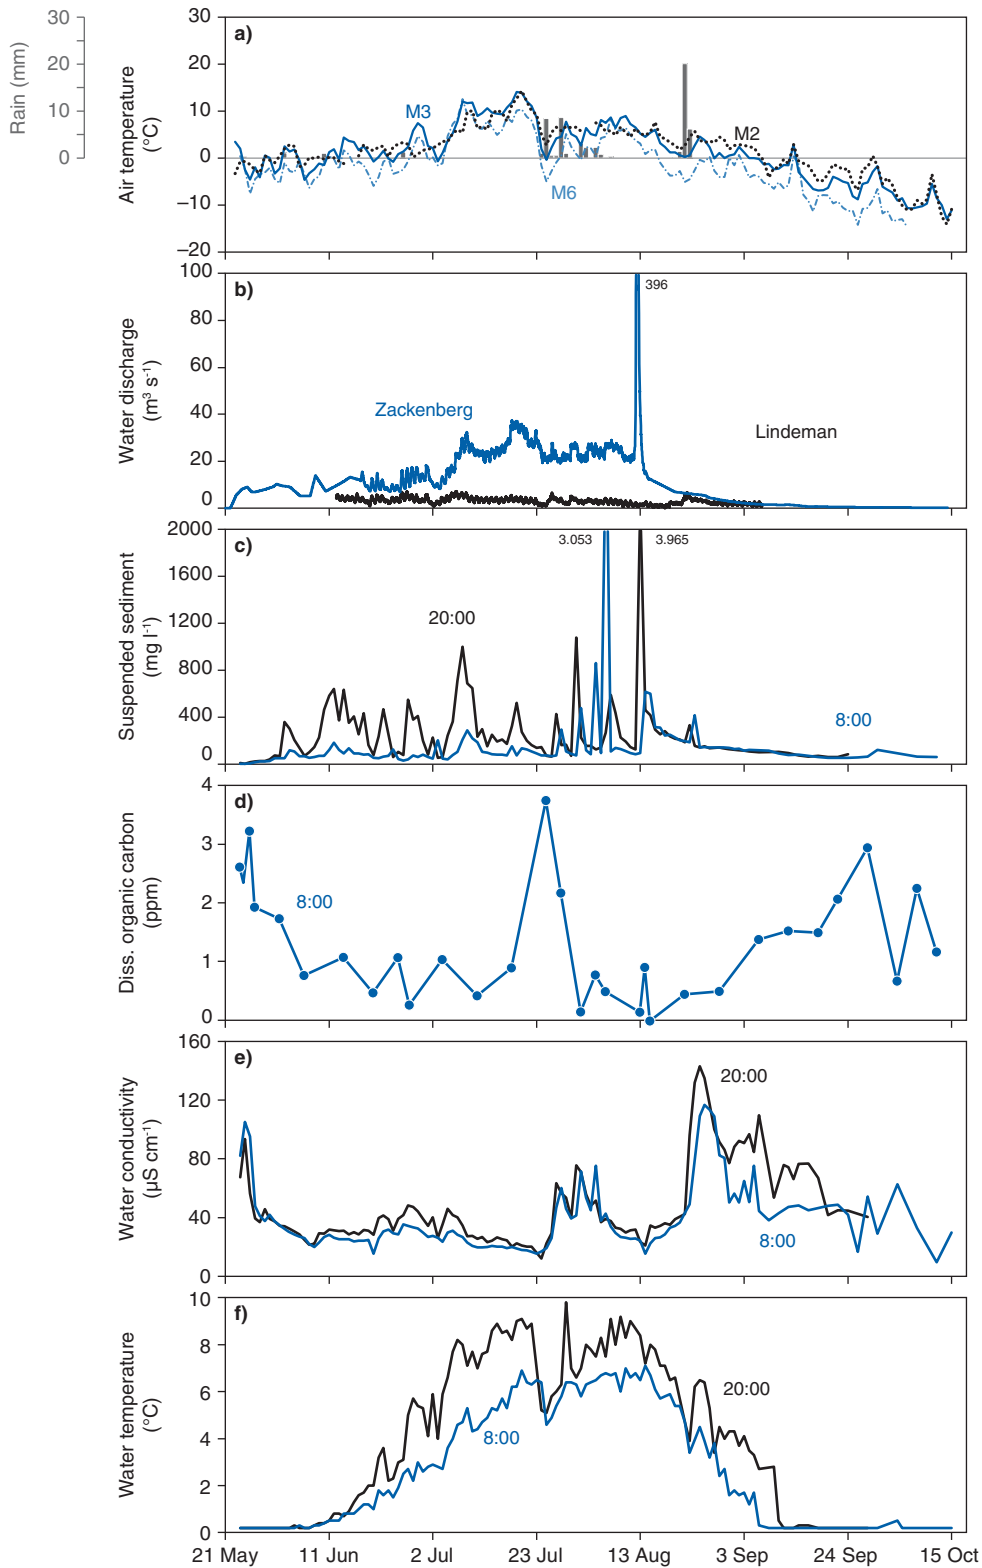 Rain (mm)
30
20
10
0
Air temperature
(°C)
30
20
10
0
–10
–20
a)
M3
M2
M6
Water discharge
(m³ s⁻¹)
100
80
60
40
20
0
b)
396
Zackenberg
Lindeman
Suspended sediment
(mg l⁻¹)
2000
1600
1200
800
400
0
c)
3.053
3.965
20:00
8:00
Diss. organic carbon
(ppm)
4
3
2
1
0
d)
8:00
Water conductivity
(µS cm⁻¹)
160
120
80
40
0
e)
20:00
8:00
Water temperature
(°C)
10
8
6
4
2
0
f)
20:00
8:00
21 May
11 Jun
2 Jul
23 Jul
13 Aug
3 Sep
24 Sep
15 Oct